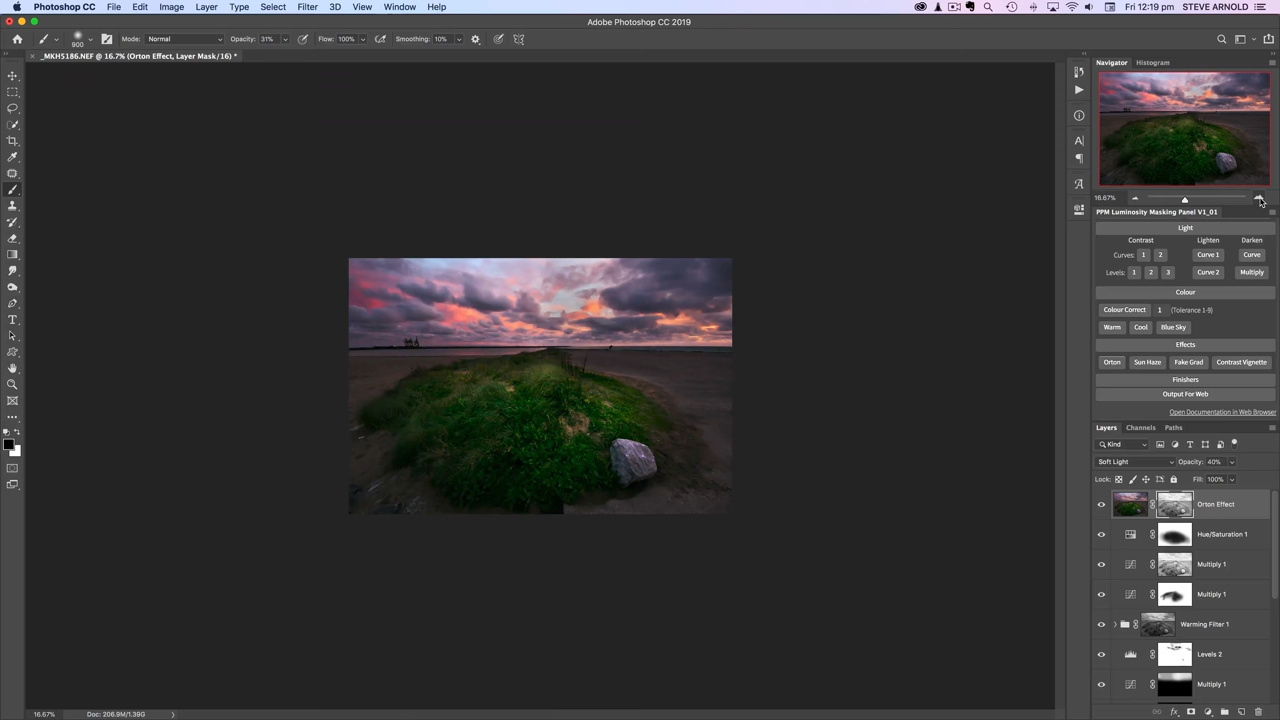 Photoshop CC File Edit Image Layer Type Select Filter 3D View Window Help Fri 12:19 pm STEVE ARNOLD
Adobe Photoshop CC 2019
900 Mode: Normal Opacity: 31% Flow: 100% Smoothing: 10%
_MKH5186.NEF @ 16.7% (Orton Effect, Layer Mask/16) *
Navigator Histogram
16.67%
PPM Luminosity Masking Panel V1_01
Light
Contrast Lighten Darken
Curves: 1 2 Curve 1 Curve
Levels: 1 2 3 Curve 2 Multiply
Colour
Colour Correct 1 (Tolerance 1-9)
Warm Cool Blue Sky
Effects
Orton Sun Haze Fake Grad Contrast Vignette
Finishers
Output For Web
Open Documentation in Web Browser
Layers Channels Paths
Kind
Soft Light Opacity: 40%
Lock: Fill: 100%
Orton Effect
Hue/Saturation 1
Multiply 1
Multiply 1
Warming Filter 1
Levels 2
Multiply 1
16.67% Doc: 206.9M/1.39G